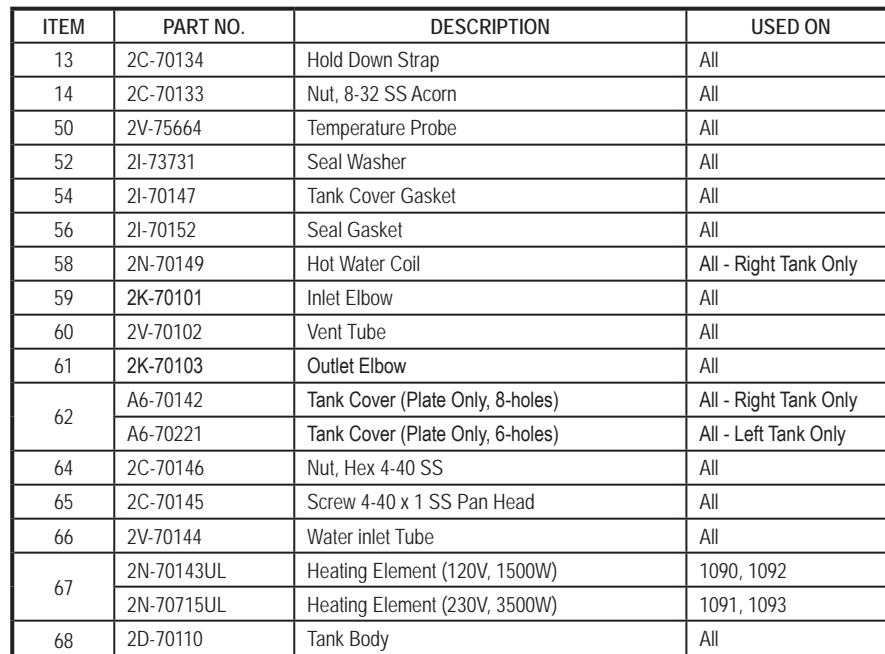 ITEM PART NO. DESCRIPTION USED ON
13 2C-70134 Hold Down Strap All
14 2C-70133 Nut, 8-32 SS Acorn All
50 2V-75664 Temperature Probe All
52 2I-73731 Seal Washer All
54 2I-70147 Tank Cover Gasket All
56 2I-70152 Seal Gasket All
58 2N-70149 Hot Water Coil All - Right Tank Only
59 2K-70101 Inlet Elbow All
60 2V-70102 Vent Tube All
61 2K-70103 Outlet Elbow All
62 A6-70142 Tank Cover (Plate Only, 8-holes) All - Right Tank Only
A6-70221 Tank Cover (Plate Only, 6-holes) All - Left Tank Only
64 2C-70146 Nut, Hex 4-40 SS All
65 2C-70145 Screw 4-40 x 1 SS Pan Head All
66 2V-70144 Water inlet Tube All
67 2N-70143UL Heating Element (120V, 1500W) 1090, 1092
2N-70715UL Heating Element (230V, 3500W) 1091, 1093
68 2D-70110 Tank Body All